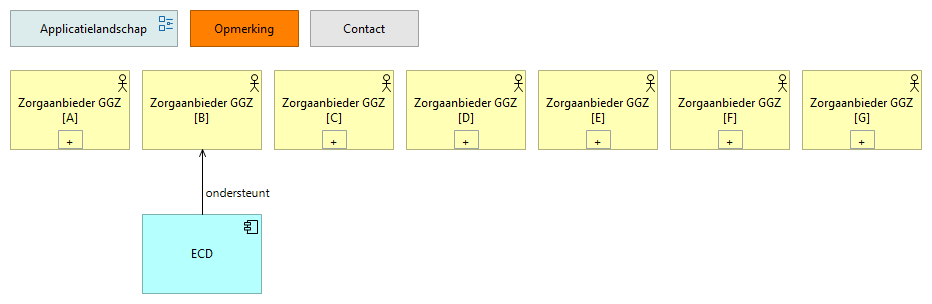 Applicatielandschap
Opmerking
Contact
Zorgaanbieder GGZ
[A]
+
Zorgaanbieder GGZ
[B]
Zorgaanbieder GGZ
[C]
+
Zorgaanbieder GGZ
[D]
+
Zorgaanbieder GGZ
[E]
+
Zorgaanbieder GGZ
[F]
+
Zorgaanbieder GGZ
[G]
+
ondersteunt
ECD